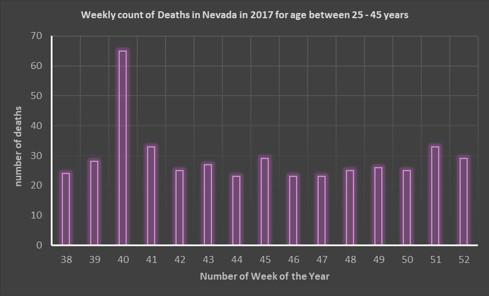 Weekly count of Deaths in Nevada in 2017 for age between 25 - 45 years
70
60
50
40
30
20
10
0
number of deaths
38 39 40 41 42 43 44 45 46 47 48 49 50 51 52
Number of Week of the Year